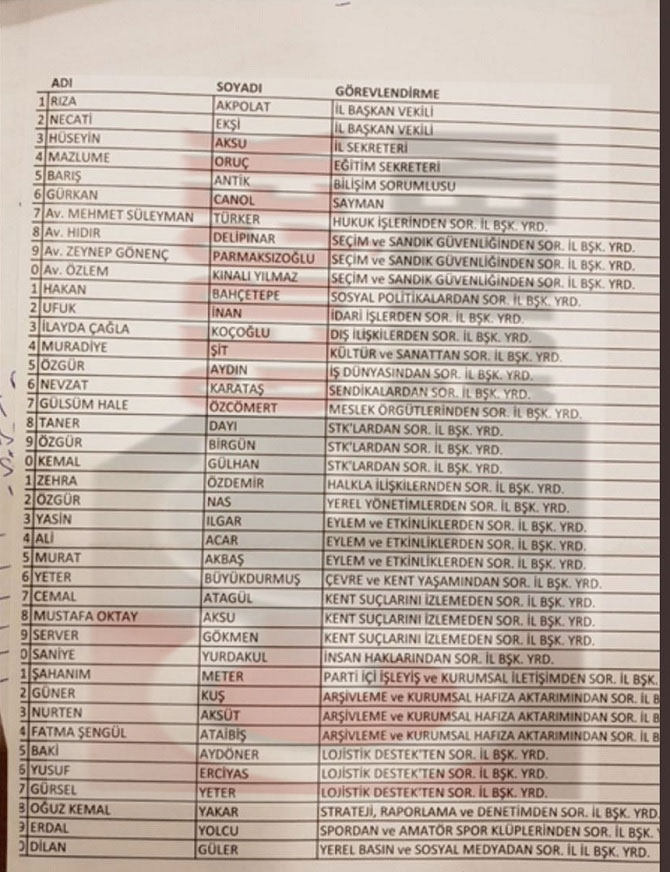 ADI SOYADI GÖREVLENDİRME
1 RIZA AKPOLAT İL BAŞKAN VEKİLİ
2 NECATİ EKŞİ İL BAŞKAN VEKİLİ
3 HÜSEYİN AKSU İL SEKRETERİ
4 MAZLUME ORUÇ EĞİTİM SEKRETERİ
5 BARIŞ ANTİK BİLİŞİM SORUMLUSU
6 GÜRKAN CANOL SAYMAN
7 Av. MEHMET SÜLEYMAN TÜRKER HUKUK İŞLERİNDEN SOR. İL BŞK. YRD.
8 Av. HIDIR DELİPINAR SEÇİM ve SANDIK GÜVENLİĞİNDEN SOR. İL BŞK. YRD.
9 Av. ZEYNEP GÖNENÇ PARMAKSIZOĞLU SEÇİM ve SANDIK GÜVENLİĞİNDEN SOR. İL BŞK. YRD.
0 Av. ÖZLEM KINALI YILMAZ SEÇİM ve SANDIK GÜVENLİĞİNDEN SOR. İL BŞK. YRD.
1 HAKAN BAHÇETEPE SOSYAL POLİTİKALARDAN SOR. İL BŞK. YRD.
2 UFUK İNAN İDARİ İŞLERDEN SOR. İL BŞK. YRD.
3 İLAYDA ÇAĞLA KOÇOĞLU DIŞ İLİŞKİLERDEN SOR. İL BŞK. YRD.
4 MURADİYE ŞİT KÜLTÜR ve SANATTAN SOR. İL BŞK. YRD.
5 ÖZGÜR AYDIN İŞ DÜNYASINDAN SOR. İL BŞK. YRD.
6 NEVZAT KARATAŞ SENDİKALARDAN SOR. İL BŞK. YRD.
7 GÜLSÜM HALE ÖZCÖMERT MESLEK ÖRGÜTLERİNDEN SOR. İL BŞK. YRD.
8 TANER DAYI STK'LARDAN SOR. İL BŞK. YRD.
9 ÖZGÜR BİRGÜN STK'LARDAN SOR. İL BŞK. YRD.
0 KEMAL GÜLHAN STK'LARDAN SOR. İL BŞK. YRD.
1 ZEHRA ÖZDEMİR HALKLA İLİŞKİLERNDEN SOR. İL BŞK. YRD.
2 ÖZGÜR NAS YEREL YÖNETİMLERDEN SOR. İL BŞK. YRD.
3 YASİN ILGAR EYLEM ve ETKİNLİKLERDEN SOR. İL BŞK. YRD.
4 ALİ ACAR EYLEM ve ETKİNLİKLERDEN SOR. İL BŞK. YRD.
5 MURAT AKBAŞ EYLEM ve ETKİNLİKLERDEN SOR. İL BŞK. YRD.
6 YETER BÜYÜKDURMUŞ ÇEVRE ve KENT YAŞAMINDAN SOR. İL BŞK. YRD.
7 CEMAL ATAGÜL KENT SUÇLARINI İZLEMEDEN SOR. İL BŞK. YRD.
8 MUSTAFA OKTAY AKSU KENT SUÇLARINI İZLEMEDEN SOR. İL BŞK. YRD.
9 SERVER GÖKMEN KENT SUÇLARINI İZLEMEDEN SOR. İL BŞK. YRD.
0 SANİYE YURDAKUL İNSAN HAKLARINDAN SOR. İL BŞK. YRD.
1 ŞAHANIM METER PARTİ İÇİ İŞLEYİŞ ve KURUMSAL İLETİŞİMDEN SOR. İL BŞK.
2 GÜNER KUŞ ARŞİVLEME ve KURUMSAL HAFIZA AKTARIMINDAN SOR. İL B
3 NURTEN AKSÜT ARŞİVLEME ve KURUMSAL HAFIZA AKTARIMINDAN SOR. İL B
4 FATMA ŞENGÜL ATAİBİŞ ARŞİVLEME ve KURUMSAL HAFIZA AKTARIMINDAN SOR. İL B
5 BAKİ AYDÖNER LOJİSTİK DESTEK'TEN SOR. İL BŞK. YRD.
6 YUSUF ERCİYAS LOJİSTİK DESTEK'TEN SOR. İL BŞK. YRD.
7 GÜRSEL YETER LOJİSTİK DESTEK'TEN SOR. İL BŞK. YRD.
8 OĞUZ KEMAL YAKAR STRATEJİ, RAPORLAMA ve DENETİMDEN SOR. İL BŞK. YRD.
9 ERDAL YOLCU SPORDAN ve AMATÖR SPOR KLÜPLERİNDEN SOR. İL BŞK.
0 DİLAN GÜLER YEREL BASIN ve SOSYAL MEDYADAN SOR. İL İL BŞK. YRD.